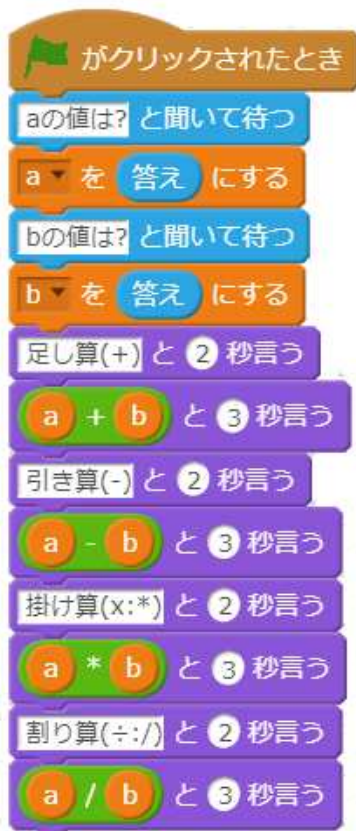 がクリックされたとき
aの値は? と聞いて待つ
a を 答え にする
bの値は? と聞いて待つ
b を 答え にする
足し算(+) と 2 秒言う
a + b と 3 秒言う
引き算(-) と 2 秒言う
a - b と 3 秒言う
掛け算(x:*) と 2 秒言う
a * b と 3 秒言う
割り算(÷:/) と 2 秒言う
a / b と 3 秒言う